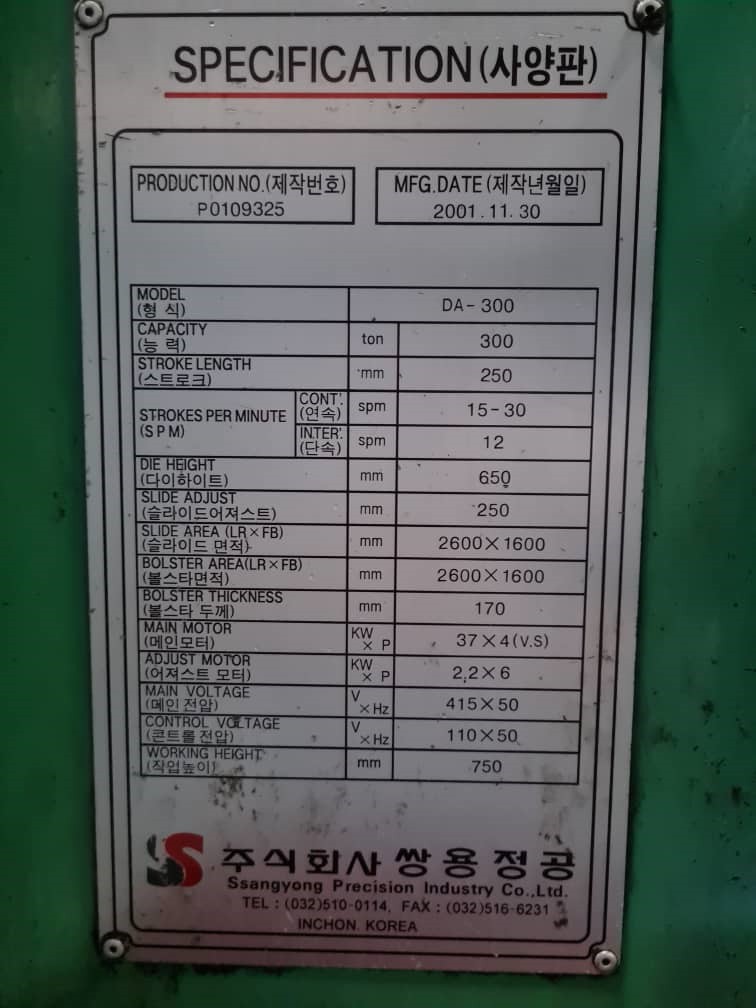 SPECIFICATION(사양판)
PRODUCTION NO.(제작번호)
P0109325
MFG.DATE (제작년월일)
2001.11.30
MODEL
(형 식)
DA-300
CAPACITY
(능 력)
ton
300
STROKE LENGTH
(스트로크)
mm
250
STROKES PER MINUTE
(S P M)
CONT'.
(연속)
spm
15-30
INTER'.
(단속)
spm
12
DIE HEIGHT
(다이하이트)
mm
650
SLIDE ADJUST
(슬라이드어져스트)
mm
250
SLIDE AREA (LR×FB)
(슬라이드 면적)
mm
2600×1600
BOLSTER AREA(LR×FB)
(볼스타면적)
mm
2600×1600
BOLSTER THICKNESS
(볼스타 두께)
mm
170
MAIN MOTOR
(메인모터)
KW
× P
37×4(V.S)
ADJUST MOTOR
(어져스트 모터)
KW
× P
2,2×6
MAIN VOLTAGE
(메인전압)
V
×Hz
415×50
CONTROL VOLTAGE
(콘트롤전압)
V
×Hz
110×50
WORKING HEIGHT
(작업높이)
mm
750
주식회사 쌍용정공
Ssangyong Precision Industry Co.,Ltd.
TEL : (032)510-0114, FAX : (032)516-6231
INCHON. KOREA